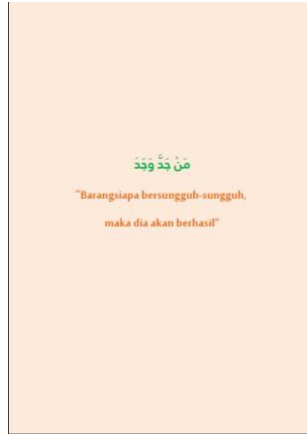 مَنْ جَدَّ وَجَدَ
"Barangsiapa bersungguh-sungguh,
maka dia akan berhasil"